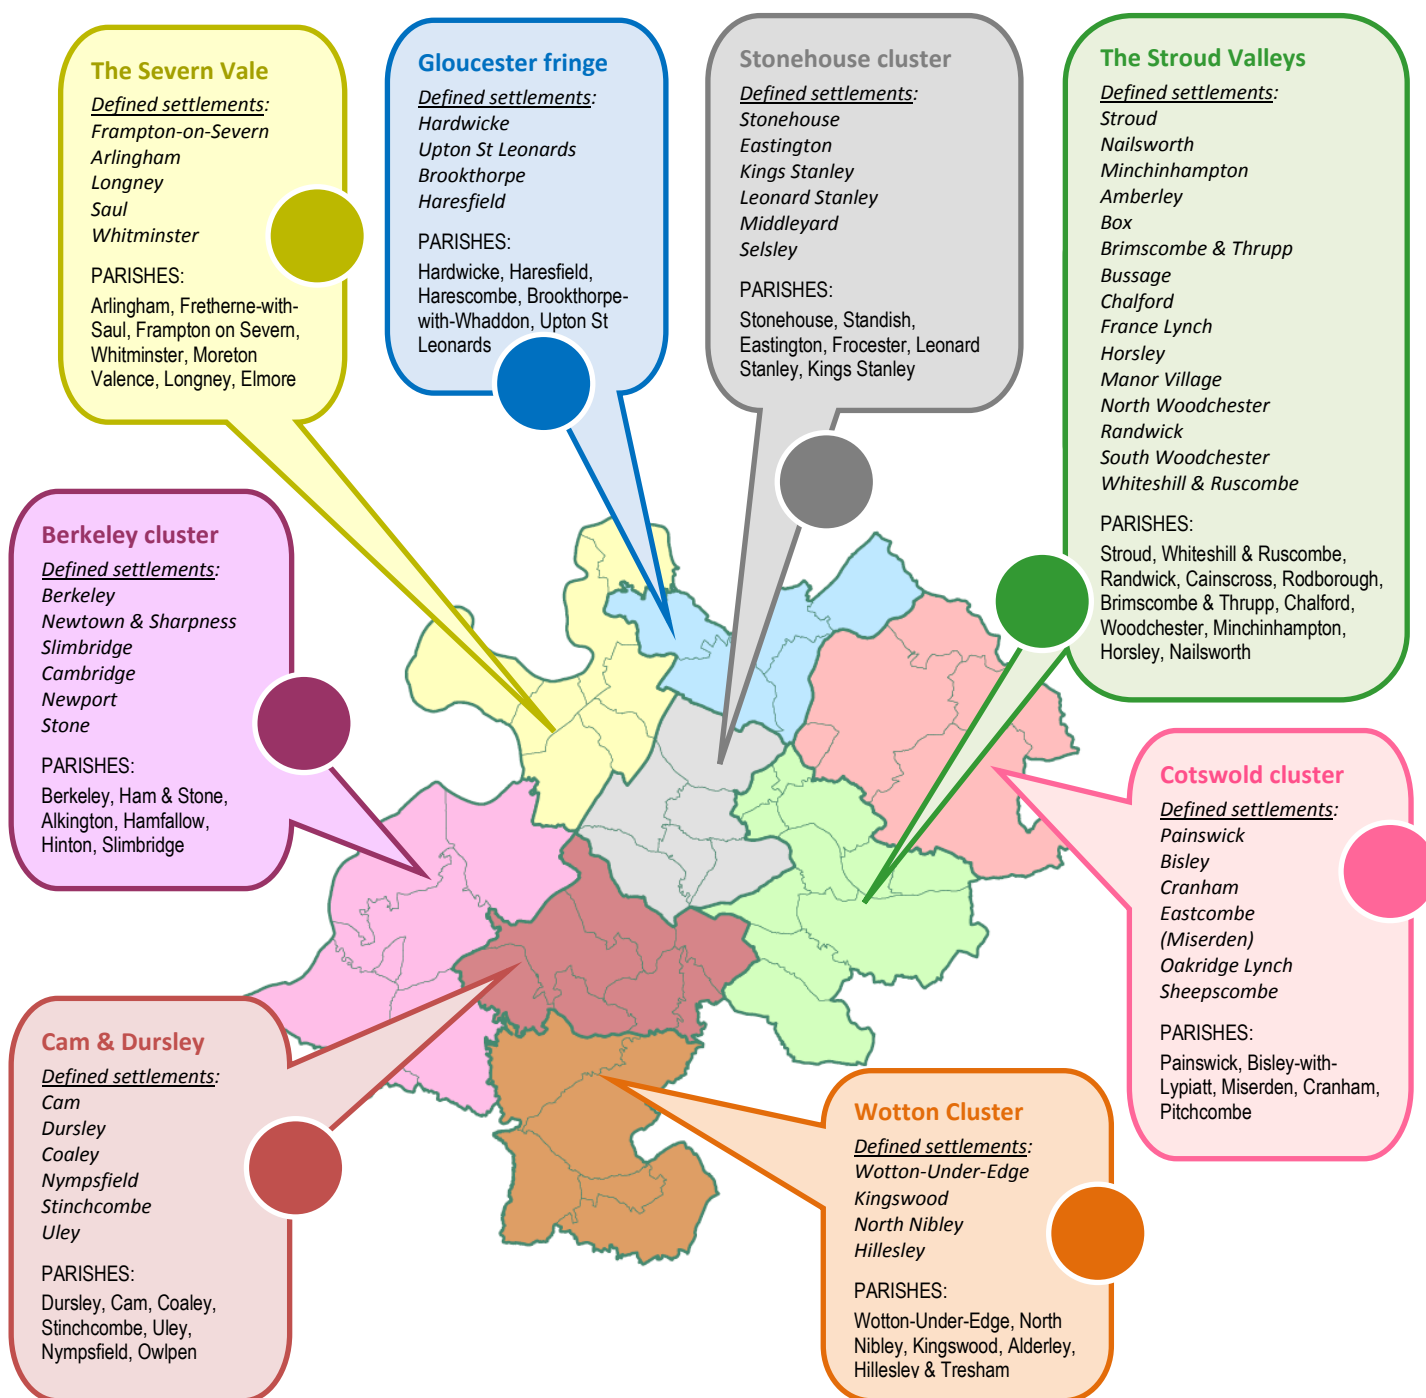 The Severn Vale
Defined settlements:
Frampton-on-Severn
Arlingham
Longney
Saul
Whitminster
PARISHES:
Arlingham, Fretherne-with-
Saul, Frampton on Severn,
Whitminster, Moreton
Valence, Longney, Elmore
Gloucester fringe
Defined settlements:
Hardwicke
Upton St Leonards
Brookthorpe
Haresfield
PARISHES:
Hardwicke, Haresfield,
Harescombe, Brookthorpe-
with-Whaddon, Upton St
Leonards
Stonehouse cluster
Defined settlements:
Stonehouse
Eastington
Kings Stanley
Leonard Stanley
Middleyard
Selsley
PARISHES:
Stonehouse, Standish,
Eastington, Frocester, Leonard
Stanley, Kings Stanley
The Stroud Valleys
Defined settlements:
Stroud
Nailsworth
Minchinhampton
Amberley
Box
Brimscombe & Thrupp
Bussage
Chalford
France Lynch
Horsley
Manor Village
North Woodchester
Randwick
South Woodchester
Whiteshill & Ruscombe
PARISHES:
Stroud, Whiteshill & Ruscombe,
Randwick, Cainscross, Rodborough,
Brimscombe & Thrupp, Chalford,
Woodchester, Minchinhampton,
Horsley, Nailsworth
Berkeley cluster
Defined settlements:
Berkeley
Newtown & Sharpness
Slimbridge
Cambridge
Newport
Stone
PARISHES:
Berkeley, Ham & Stone,
Alkington, Hamfallow,
Hinton, Slimbridge
Cotswold cluster
Defined settlements:
Painswick
Bisley
Cranham
Eastcombe
(Miserden)
Oakridge Lynch
Sheepscombe
PARISHES:
Painswick, Bisley-with-
Lypiatt, Miserden, Cranham,
Pitchcombe
Cam & Dursley
Defined settlements:
Cam
Dursley
Coaley
Nympsfield
Stinchcombe
Uley
PARISHES:
Dursley, Cam, Coaley,
Stinchcombe, Uley,
Nympsfield, Owlpen
Wotton Cluster
Defined settlements:
Wotton-Under-Edge
Kingswood
North Nibley
Hillesley
PARISHES:
Wotton-Under-Edge, North
Nibley, Kingswood, Alderley,
Hillesley & Tresham